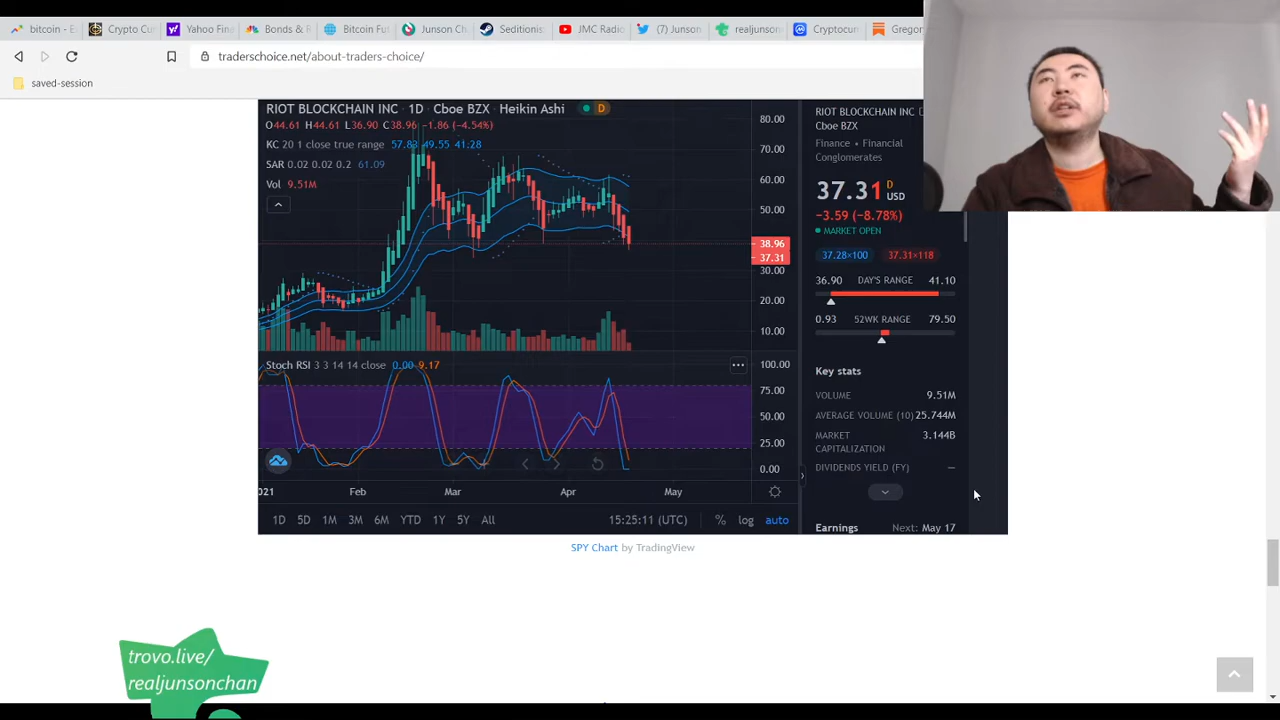 bitcoin - E
Crypto Cur
Yahoo Fina
Bonds & B
Bitcoin Fut
Junson Ch
Seditionis
JMC Radio
(7) Junson
realjunson
Cryptocun
Gregor
traderschoice.net/about-traders-choice/
saved-session
RIOT BLOCKCHAIN INC · 1D · Cboe BZX · Heikin Ashi D
O44.61 H44.61 L36.90 C38.96 −1.86 (−4.54%)
KC 20 1 close true range 57.83 49.55 41.28
SAR 0.02 0.02 0.2 61.09
Vol 9.51M
80.00
70.00
60.00
50.00
38.96
37.31
30.00
20.00
10.00
Stoch RSI 3 3 14 14 close 0.00 9.17
100.00
75.00
50.00
25.00
0.00
021 Feb Mar Apr May
1D 5D 1M 3M 6M YTD 1Y 5Y All 15:25:11 (UTC) % log auto
RIOT BLOCKCHAIN INC
Cboe BZX
Finance • Financial
Conglomerates
37.31 D
USD
−3.59 (−8.78%)
MARKET OPEN
37.28×100 37.31×118
36.90 DAY'S RANGE 41.10
0.93 52WK RANGE 79.50
Key stats
VOLUME 9.51M
AVERAGE VOLUME (10) 25.744M
MARKET 3.144B
CAPITALIZATION
DIVIDENDS YIELD (FY) —
Earnings Next: May 17
SPY Chart by TradingView
trovo.live/
realjunsonchan